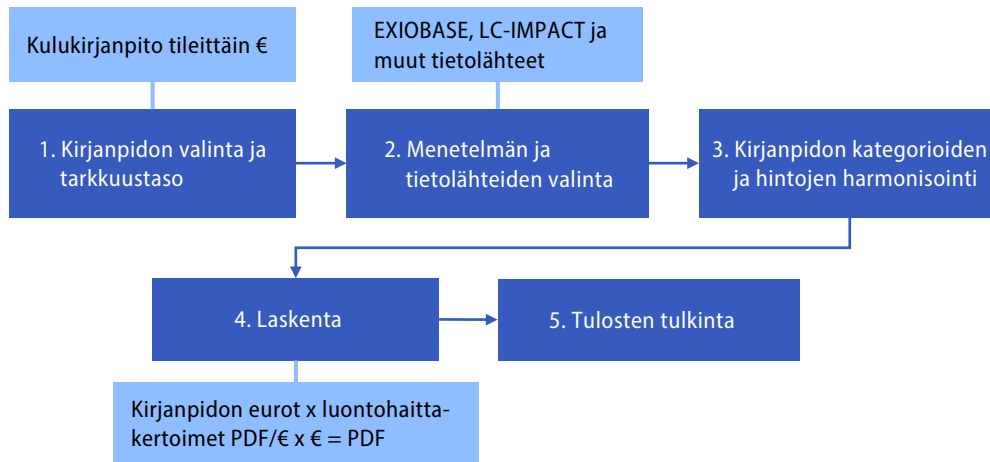 Kulukirjanpito tileittäin €
EXIOBASE, LC-IMPACT ja
muut tietolähteet
1. Kirjanpidon valinta ja
tarkkuustaso
2. Menetelmän ja
tietolähteiden valinta
3. Kirjanpidon kategorioiden
ja hintojen harmonisointi
4. Laskenta
5. Tulosten tulkinta
Kirjanpidon eurot x luontohaitta-
kertoimet PDF/€ x € = PDF